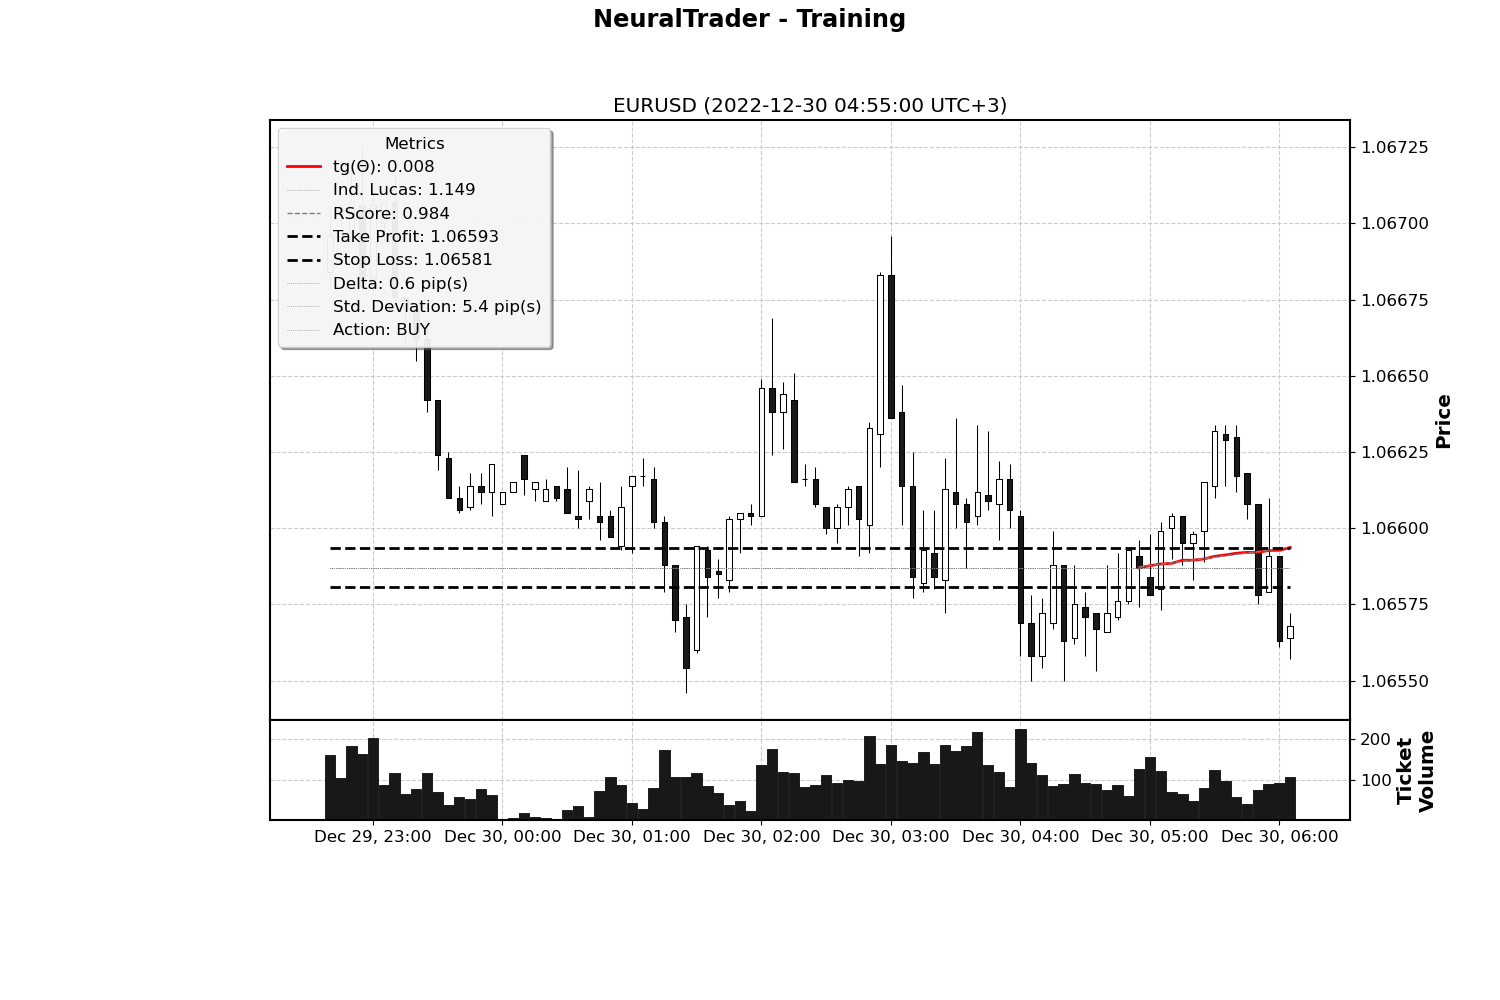 NeuralTrader - Training
EURUSD (2022-12-30 04:55:00 UTC+3)
Metrics
tg(Θ): 0.008
Ind. Lucas: 1.149
RScore: 0.984
Take Profit: 1.06593
Stop Loss: 1.06581
Delta: 0.6 pip(s)
Std. Deviation: 5.4 pip(s)
Action: BUY
1.06725
1.06700
1.06675
1.06650
1.06625
1.06600
1.06575
1.06550
Price
200
100
Ticket
Volume
Dec 29, 23:00
Dec 30, 00:00
Dec 30, 01:00
Dec 30, 02:00
Dec 30, 03:00
Dec 30, 04:00
Dec 30, 05:00
Dec 30, 06:00